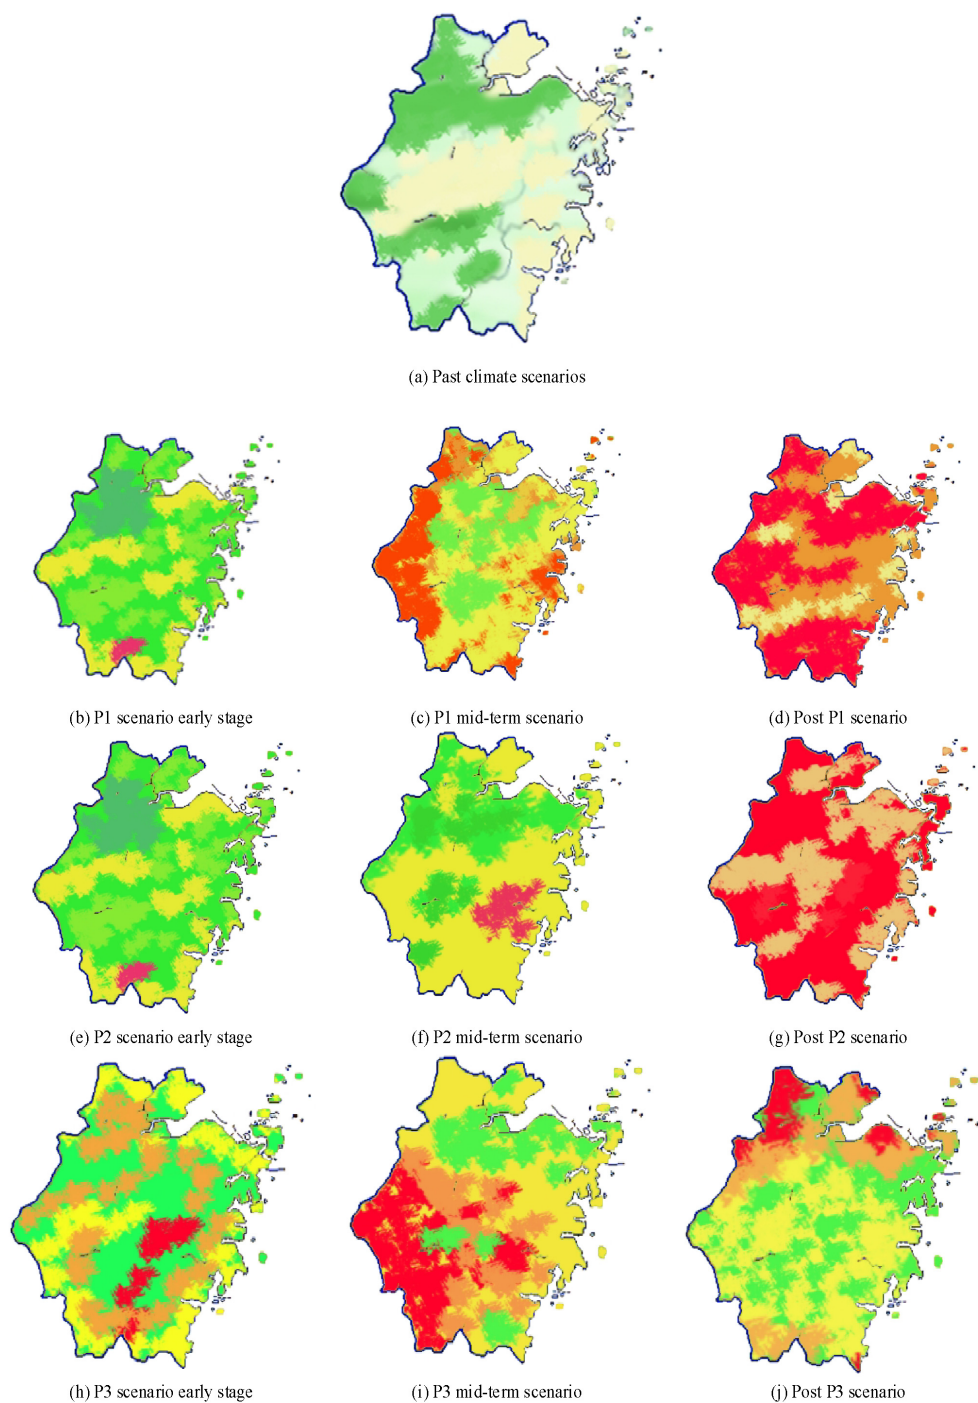 (a) Past climate scenarios
(b) P1 scenario early stage
(c) P1 mid-term scenario
(d) Post P1 scenario
(e) P2 scenario early stage
(f) P2 mid-term scenario
(g) Post P2 scenario
(h) P3 scenario early stage
(i) P3 mid-term scenario
(j) Post P3 scenario